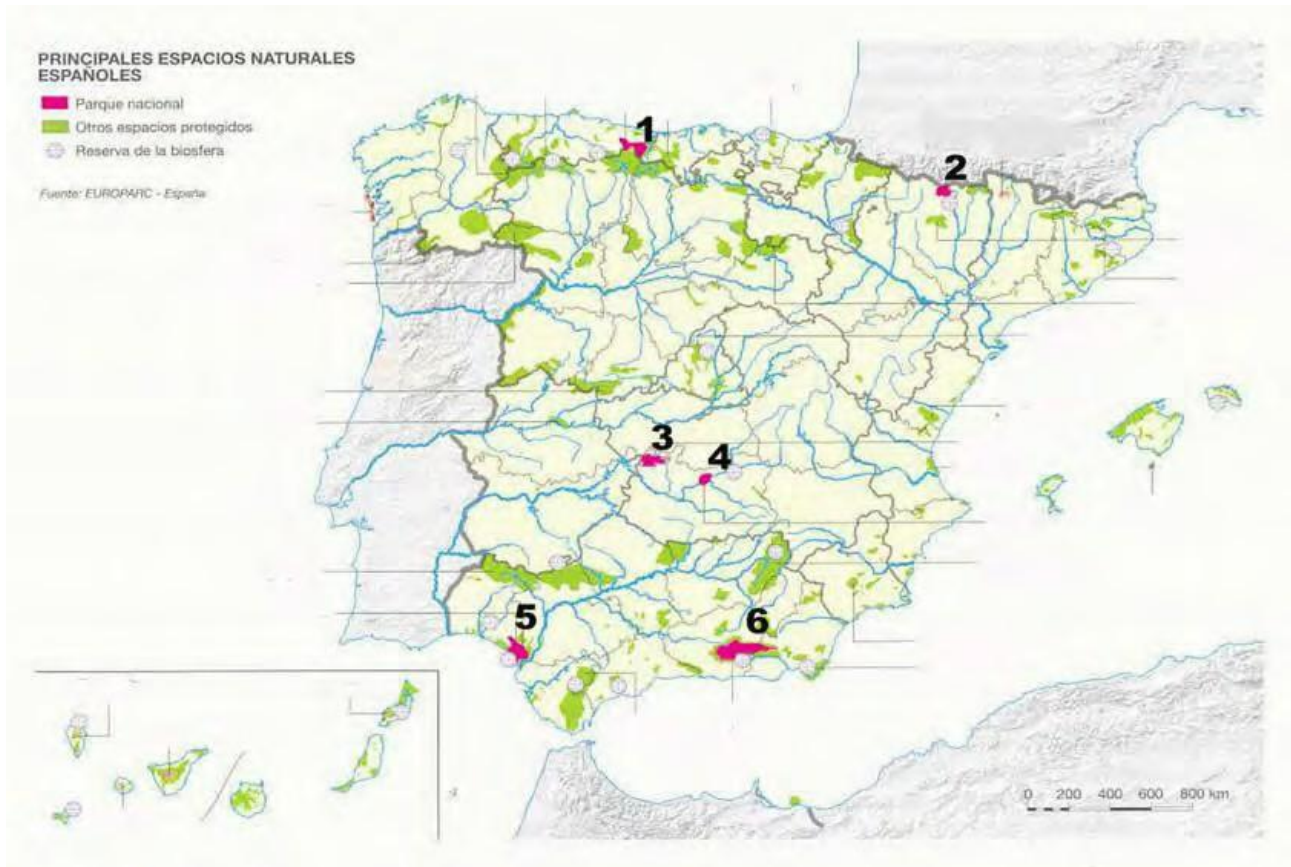 PRINCIPALES ESPACIOS NATURALES
ESPAÑOLES
Parque nacional
Otros espacios protegidos
Reserva de la biosfera
Fuente: EUROPARC - España
1
2
3
4
5
6
0 200 400 600 800 km